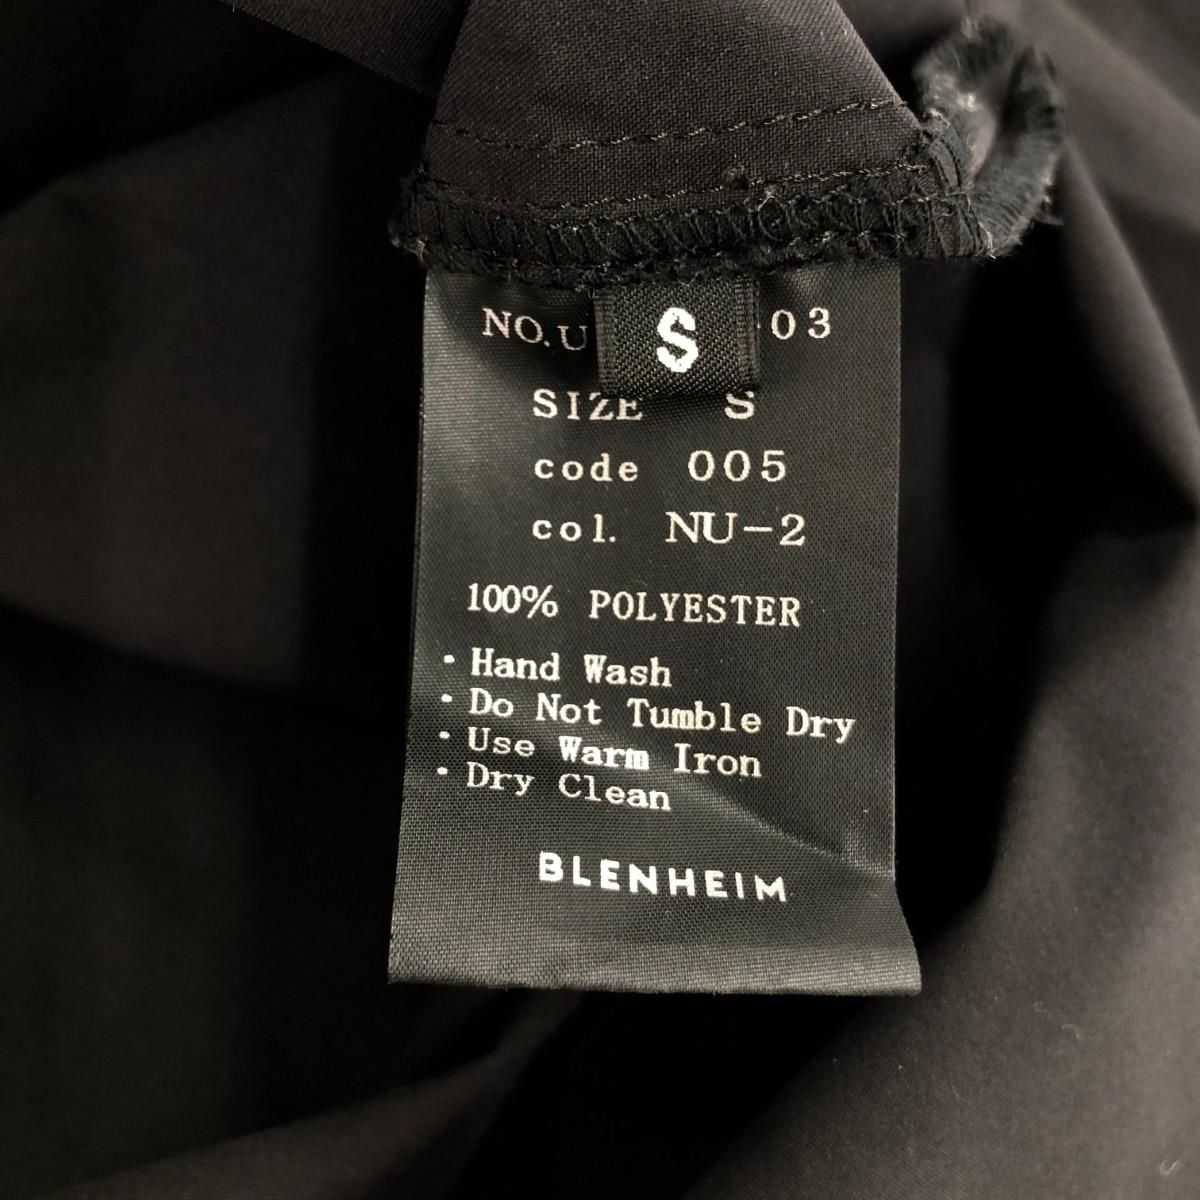 NO.U S -03
SIZE S
code 005
col. NU-2
100% POLYESTER
・Hand Wash
・Do Not Tumble Dry
・Use Warm Iron
・Dry Clean
BLENHEIM